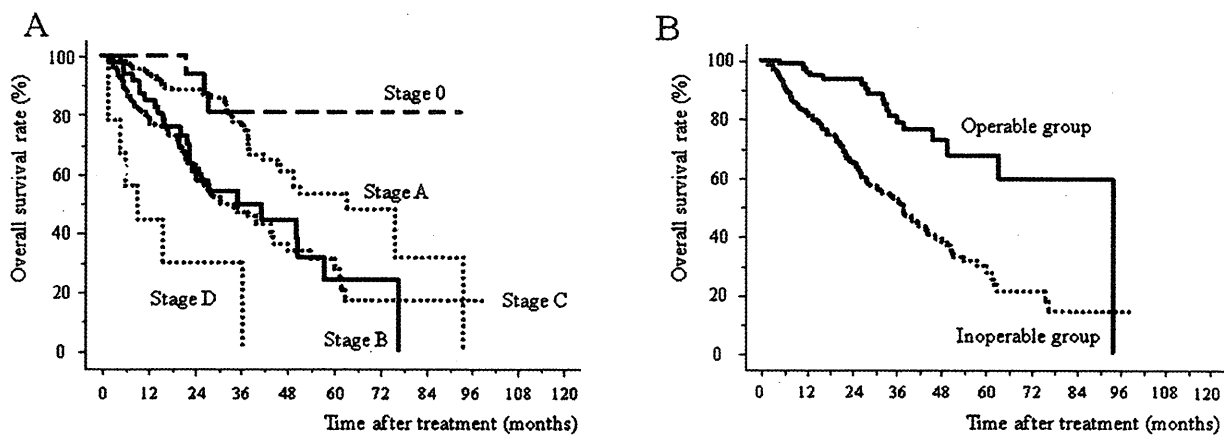 A
Overall survival rate (%)
100
80
60
40
20
0
Stage 0
Stage A
Stage D
Stage B
Stage C
0 12 24 36 48 60 72 84 96 108 120
Time after treatment (months)
B
Overall survival rate (%)
100
80
60
40
20
0
Operable group
Inoperable group
0 12 24 36 48 60 72 84 96 108 120
Time after treatment (months)